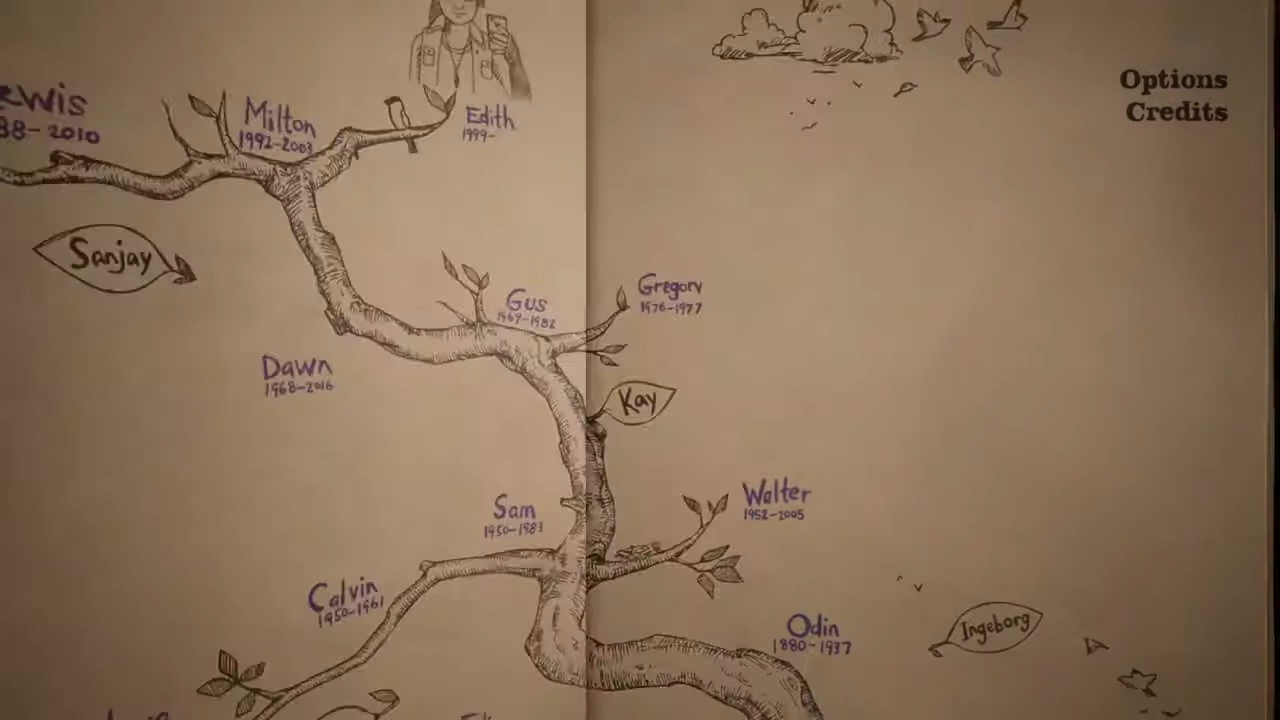 Options
Credits
Milton
1992-2003
Edith
1999-
Sanjay
Gus
1969-1982
Gregory
1976-1977
Dawn
1968-2016
Kay
Sam
1950-1983
Walter
1952-2005
Calvin
1950-1961
Odin
1880-1937
Ingeborg